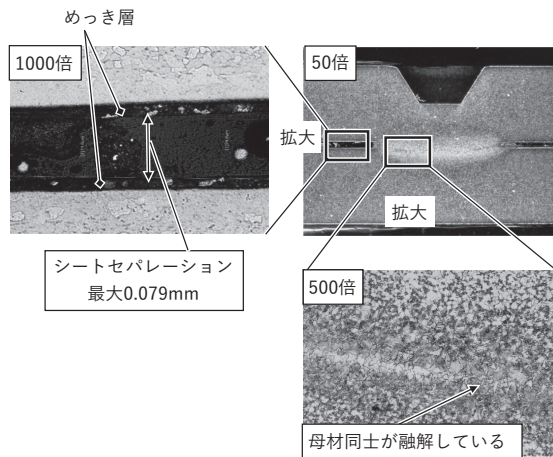 めっき層
1000倍
シートセパレーション
最大0.079mm
50倍
拡大
拡大
500倍
母材同士が融解している